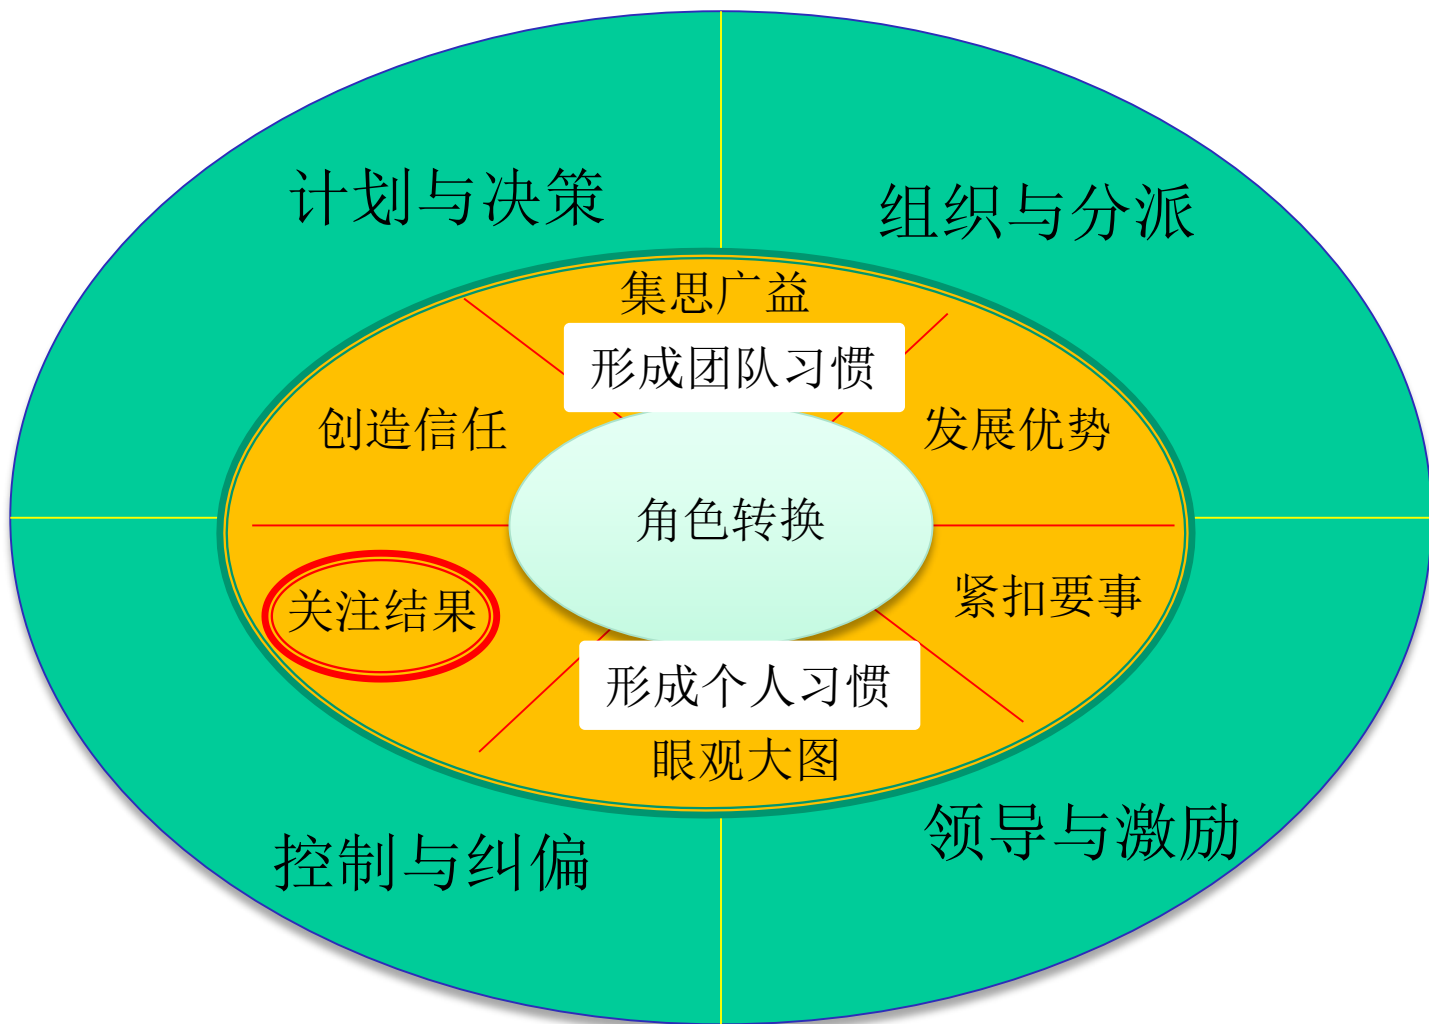 计划与决策
组织与分派
集思广益
形成团队习惯
创造信任
发展优势
角色转换
关注结果
紧扣要事
形成个人习惯
眼观大图
控制与纠偏
领导与激励